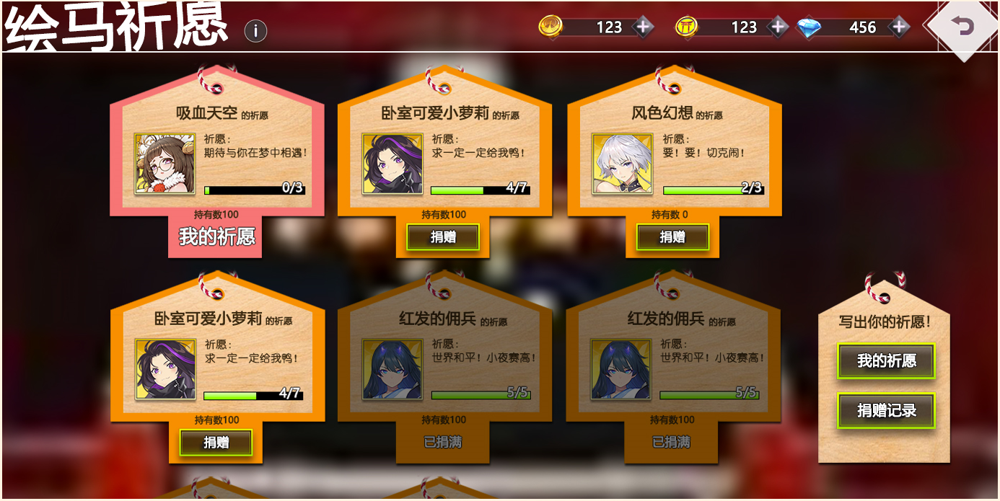 绘马祈愿
i
123
123
456
吸血天空 的祈愿
祈愿：
期待与你在梦中相遇！
0/3
持有数100
我的祈愿
卧室可爱小萝莉 的祈愿
祈愿：
求一定一定给我鸭！
4/7
持有数100
捐赠
风色幻想 的祈愿
祈愿：
要！要！切克闹！
2/3
持有数 0
捐赠
卧室可爱小萝莉 的祈愿
祈愿：
求一定一定给我鸭！
4/7
持有数100
捐赠
红发的佣兵 的祈愿
祈愿：
世界和平！小夜赛高！
5/5
持有数100
已捐满
红发的佣兵 的祈愿
祈愿：
世界和平！小夜赛高！
5/5
持有数100
已捐满
写出你的祈愿！
我的祈愿
捐赠记录